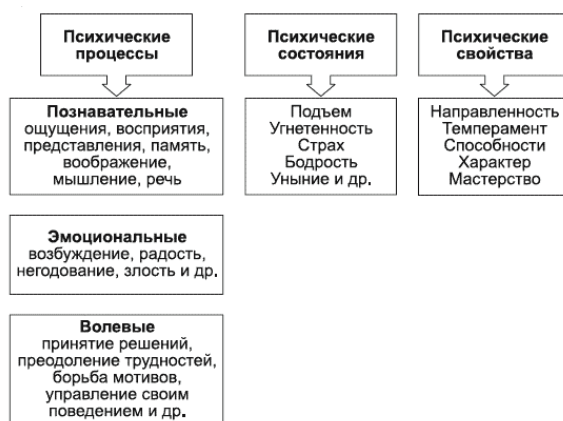 Психические
процессы
Психические
состояния
Психические
свойства
Познавательные
ощущения, восприятия,
представления, память,
воображение,
мышление, речь
Подъем
Угнетенность
Страх
Бодрость
Уныние и др.
Направленность
Темперамент
Способности
Характер
Мастерство
Эмоциональные
возбуждение, радость,
негодование, злость и др.
Волевые
принятие решений,
преодоление трудностей,
борьба мотивов,
управление своим
поведением и др.